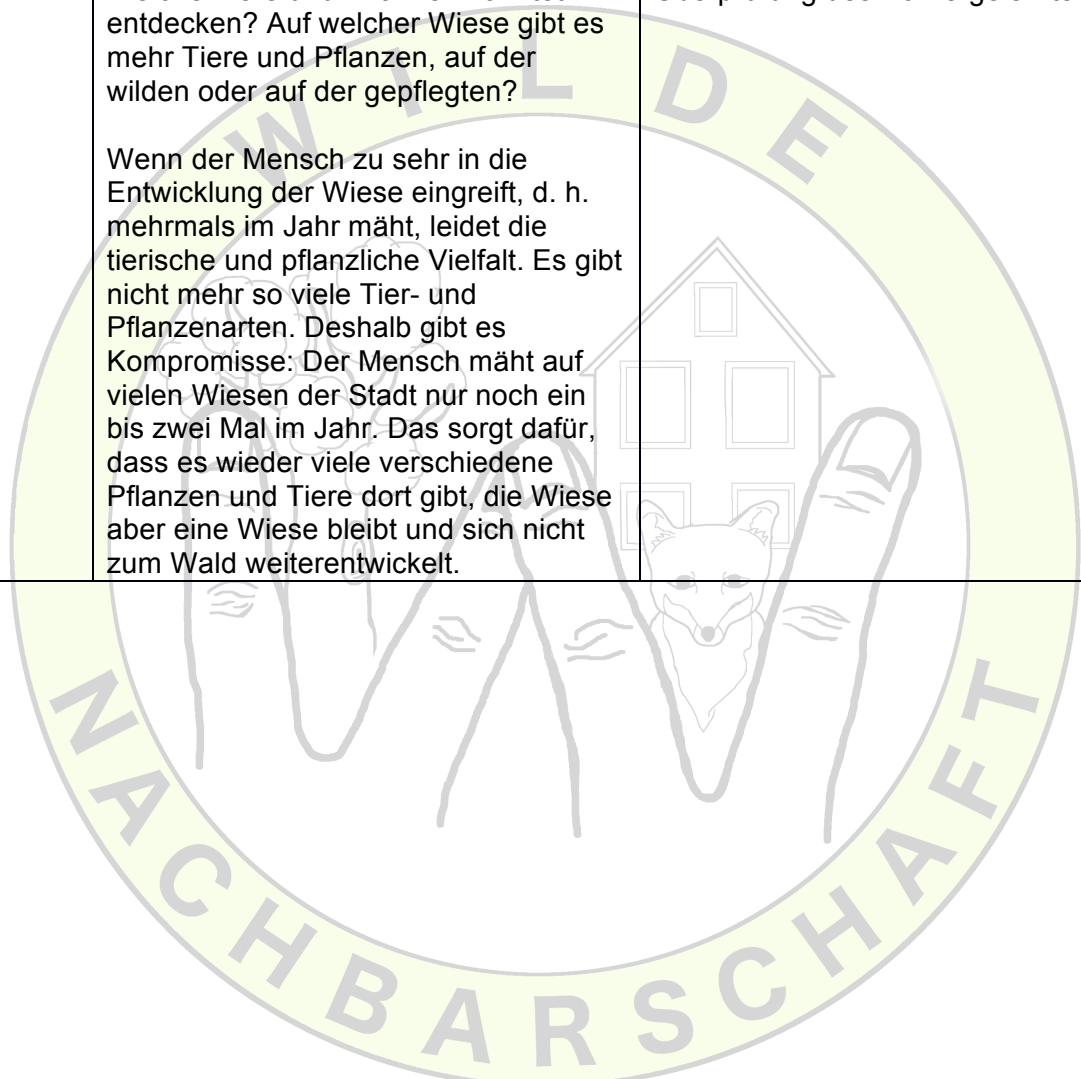 entdecken? Auf welcher Wiese gibt es
mehr Tiere und Pflanzen, auf der
wilden oder auf der gepflegten?
Wenn der Mensch zu sehr in die
Entwicklung der Wiese eingreift, d. h.
mehrmals im Jahr mäht, leidet die
tierische und pflanzliche Vielfalt. Es gibt
nicht mehr so viele Tier- und
Pflanzenarten. Deshalb gibt es
Kompromisse: Der Mensch mäht auf
vielen Wiesen der Stadt nur noch ein
bis zwei Mal im Jahr. Das sorgt dafür,
dass es wieder viele verschiedene
Pflanzen und Tiere dort gibt, die Wiese
aber eine Wiese bleibt und sich nicht
zum Wald weiterentwickelt.
WILDE
NACHBARSCHAFT